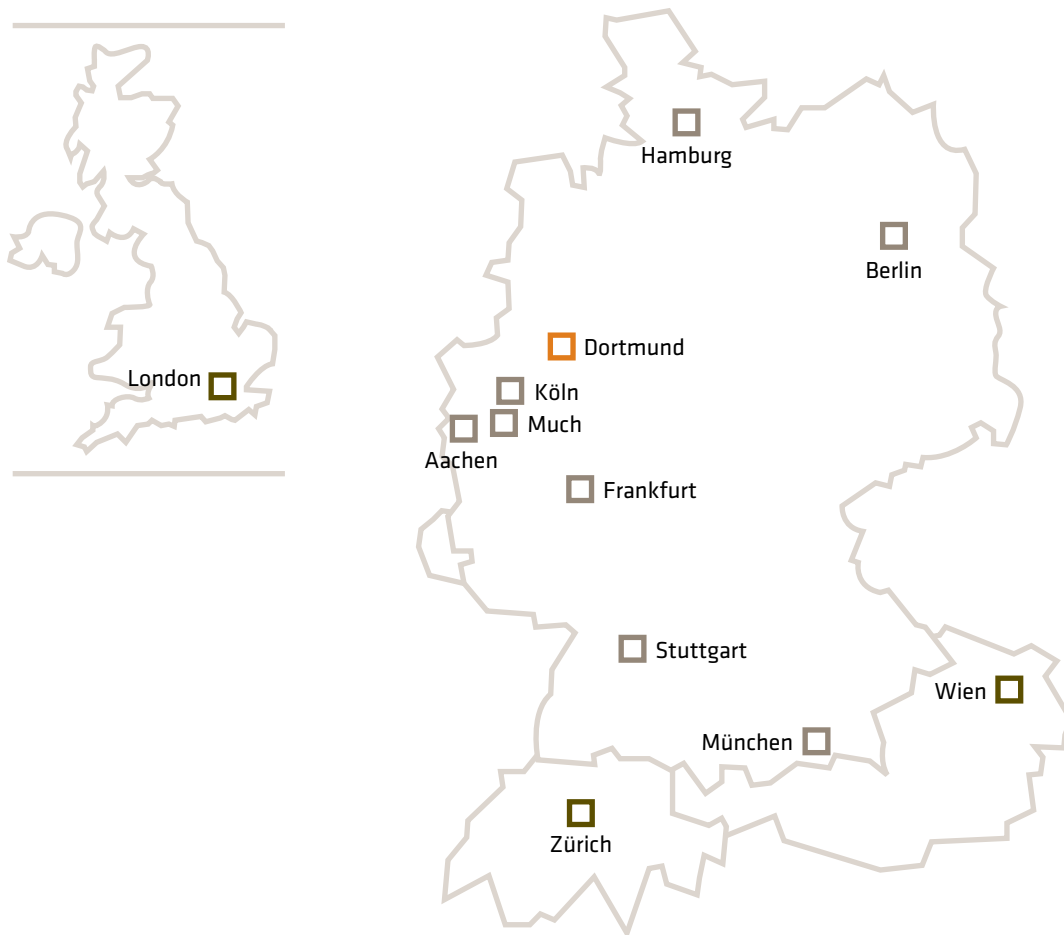 Hamburg
Berlin
Dortmund
London
Köln
Much
Aachen
Frankfurt
Stuttgart
Wien
München
Zürich